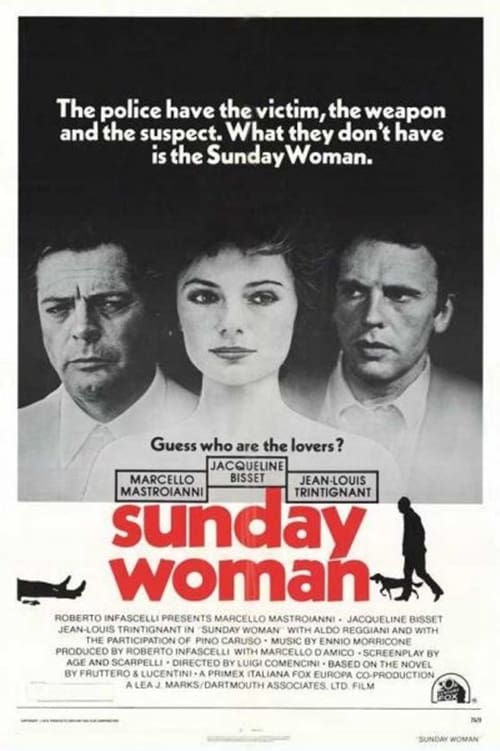 The police have the victim, the weapon
and the suspect. What they don't have
is the Sunday Woman.
Guess who are the lovers?
MARCELLO
MASTROIANNI
JACQUELINE
BISSET
JEAN-LOUIS
TRINTIGNANT
sunday
woman
ROBERTO INFASCELLI PRESENTS MARCELLO MASTROIANNI • JACQUELINE BISSET
JEAN-LOUIS TRINTIGNANT IN "SUNDAY WOMAN" WITH ALDO REGGIANI AND WITH
THE PARTICIPATION OF PINO CARUSO • MUSIC BY ENNIO MORRICONE
PRODUCED BY ROBERTO INFASCELLI WITH MARCELLO D'AMICO • SCREENPLAY BY
AGE AND SCARPELLI • DIRECTED BY LUIGI COMENCINI • BASED ON THE NOVEL
BY FRUTTERO & LUCENTINI • A PRIMEX ITALIANA FOX EUROPA CO-PRODUCTION
A LEA J. MARKS/DARTMOUTH ASSOCIATES, LTD. FILM
FOX
"SUNDAY WOMAN"